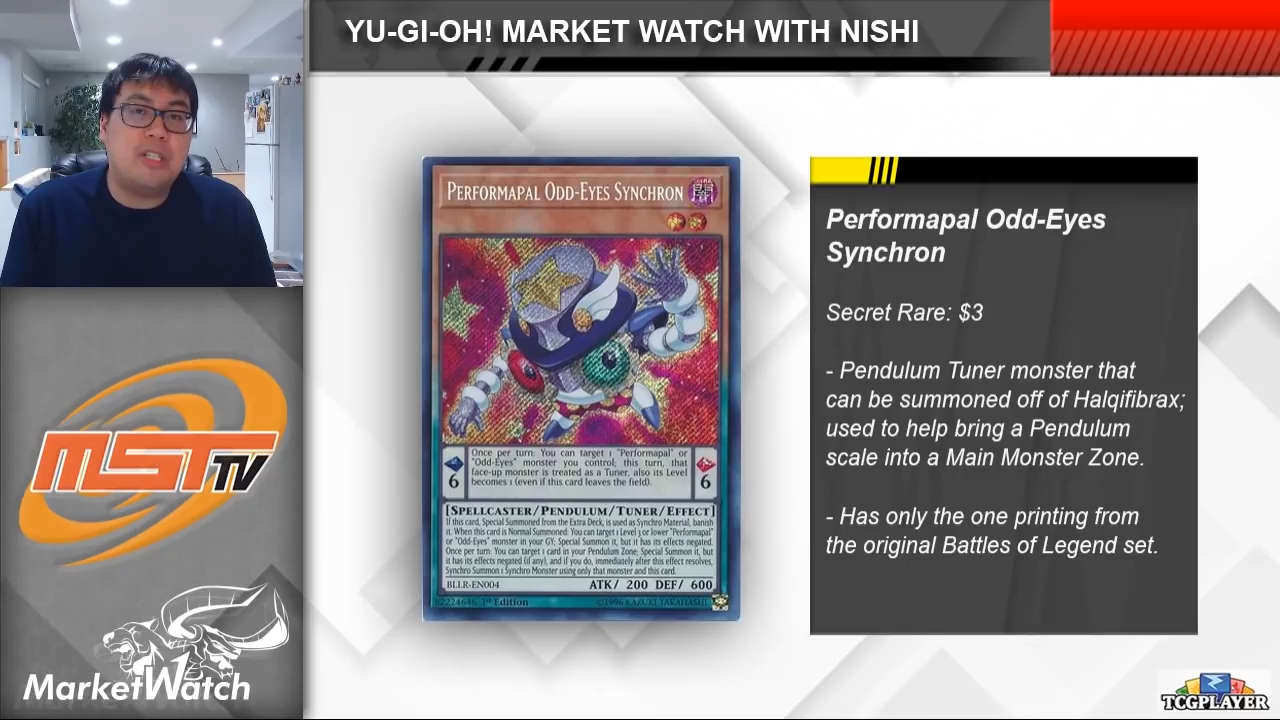 YU-GI-OH! MARKET WATCH WITH NISHI
PERFORMAPAL ODD-EYES SYNCHRON
Once per turn: You can target 1 "Performapal" or
"Odd-Eyes" monster you control; this turn, that
face-up monster is treated as a Tuner, also its Level
becomes 1 (even if this card leaves the field).
6
6
[SPELLCASTER/PENDULUM/TUNER/EFFECT]
If this card, Special Summoned from the Extra Deck, is used as Synchro Material, banish
it. When this card is Normal Summoned: You can target 1 Level 3 or lower "Performapal"
or "Odd-Eyes" monster in your GY; Special Summon it, but it has its effects negated.
Once per turn: You can target 1 card in your Pendulum Zone; Special Summon it, but
it has its effects negated (if any), and if you do, immediately after this effect resolves,
Synchro Summon 1 Synchro Monster using only that monster and this card.
BLLR-EN004
ATK/ 200 DEF/ 600
82224646 1st Edition
©1996 KAZUKI TAKAHASHI
Performapal Odd-Eyes
Synchron
Secret Rare: $3
- Pendulum Tuner monster that
can be summoned off of Halqifibrax;
used to help bring a Pendulum
scale into a Main Monster Zone.
- Has only the one printing from
the original Battles of Legend set.
MST TV
MarketWatch
TCGPLAYER